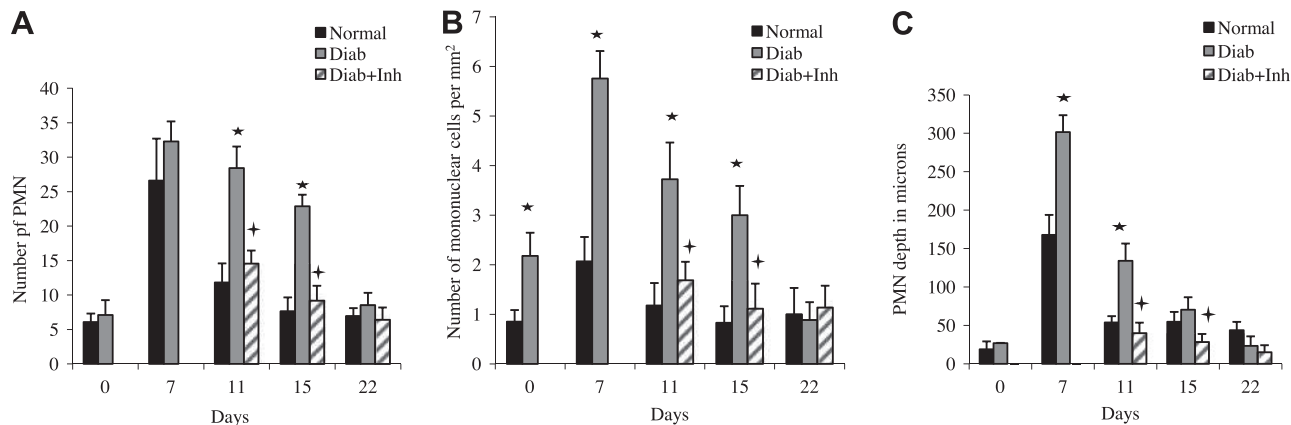 A
Normal
Diab
Diab+Inh
Number pf PMN
40
35
30
25
20
15
10
5
0
0 7 11 15 22
Days
B
Normal
Diab
Diab+Inh
Number of mononuclear cells per mm²
7
6
5
4
3
2
1
0
0 7 11 15 22
Days
C
Normal
Diab
Diab+Inh
PMN depth in microns
350
300
250
200
150
100
50
0
0 7 11 15 22
Days